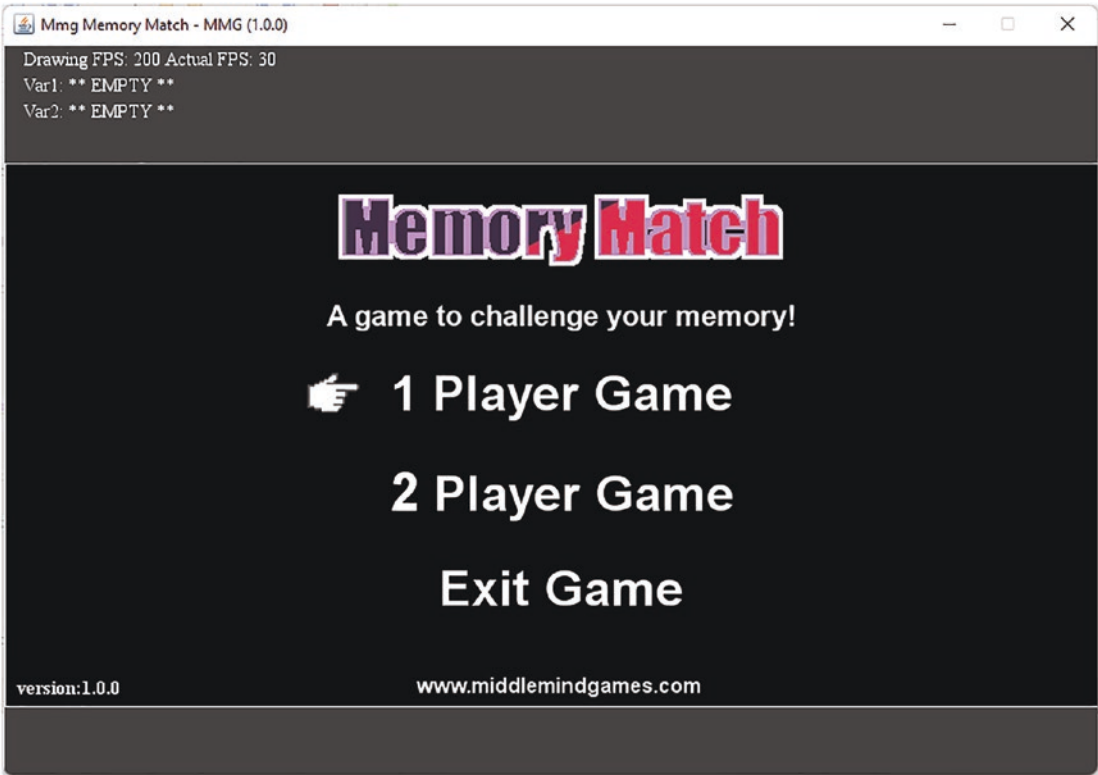 Mmg Memory Match - MMG (1.0.0)
Drawing FPS: 200 Actual FPS: 30
Var1: ** EMPTY **
Var2: ** EMPTY **
Memory Match
A game to challenge your memory!
1 Player Game
2 Player Game
Exit Game
version:1.0.0
www.middlemindgames.com